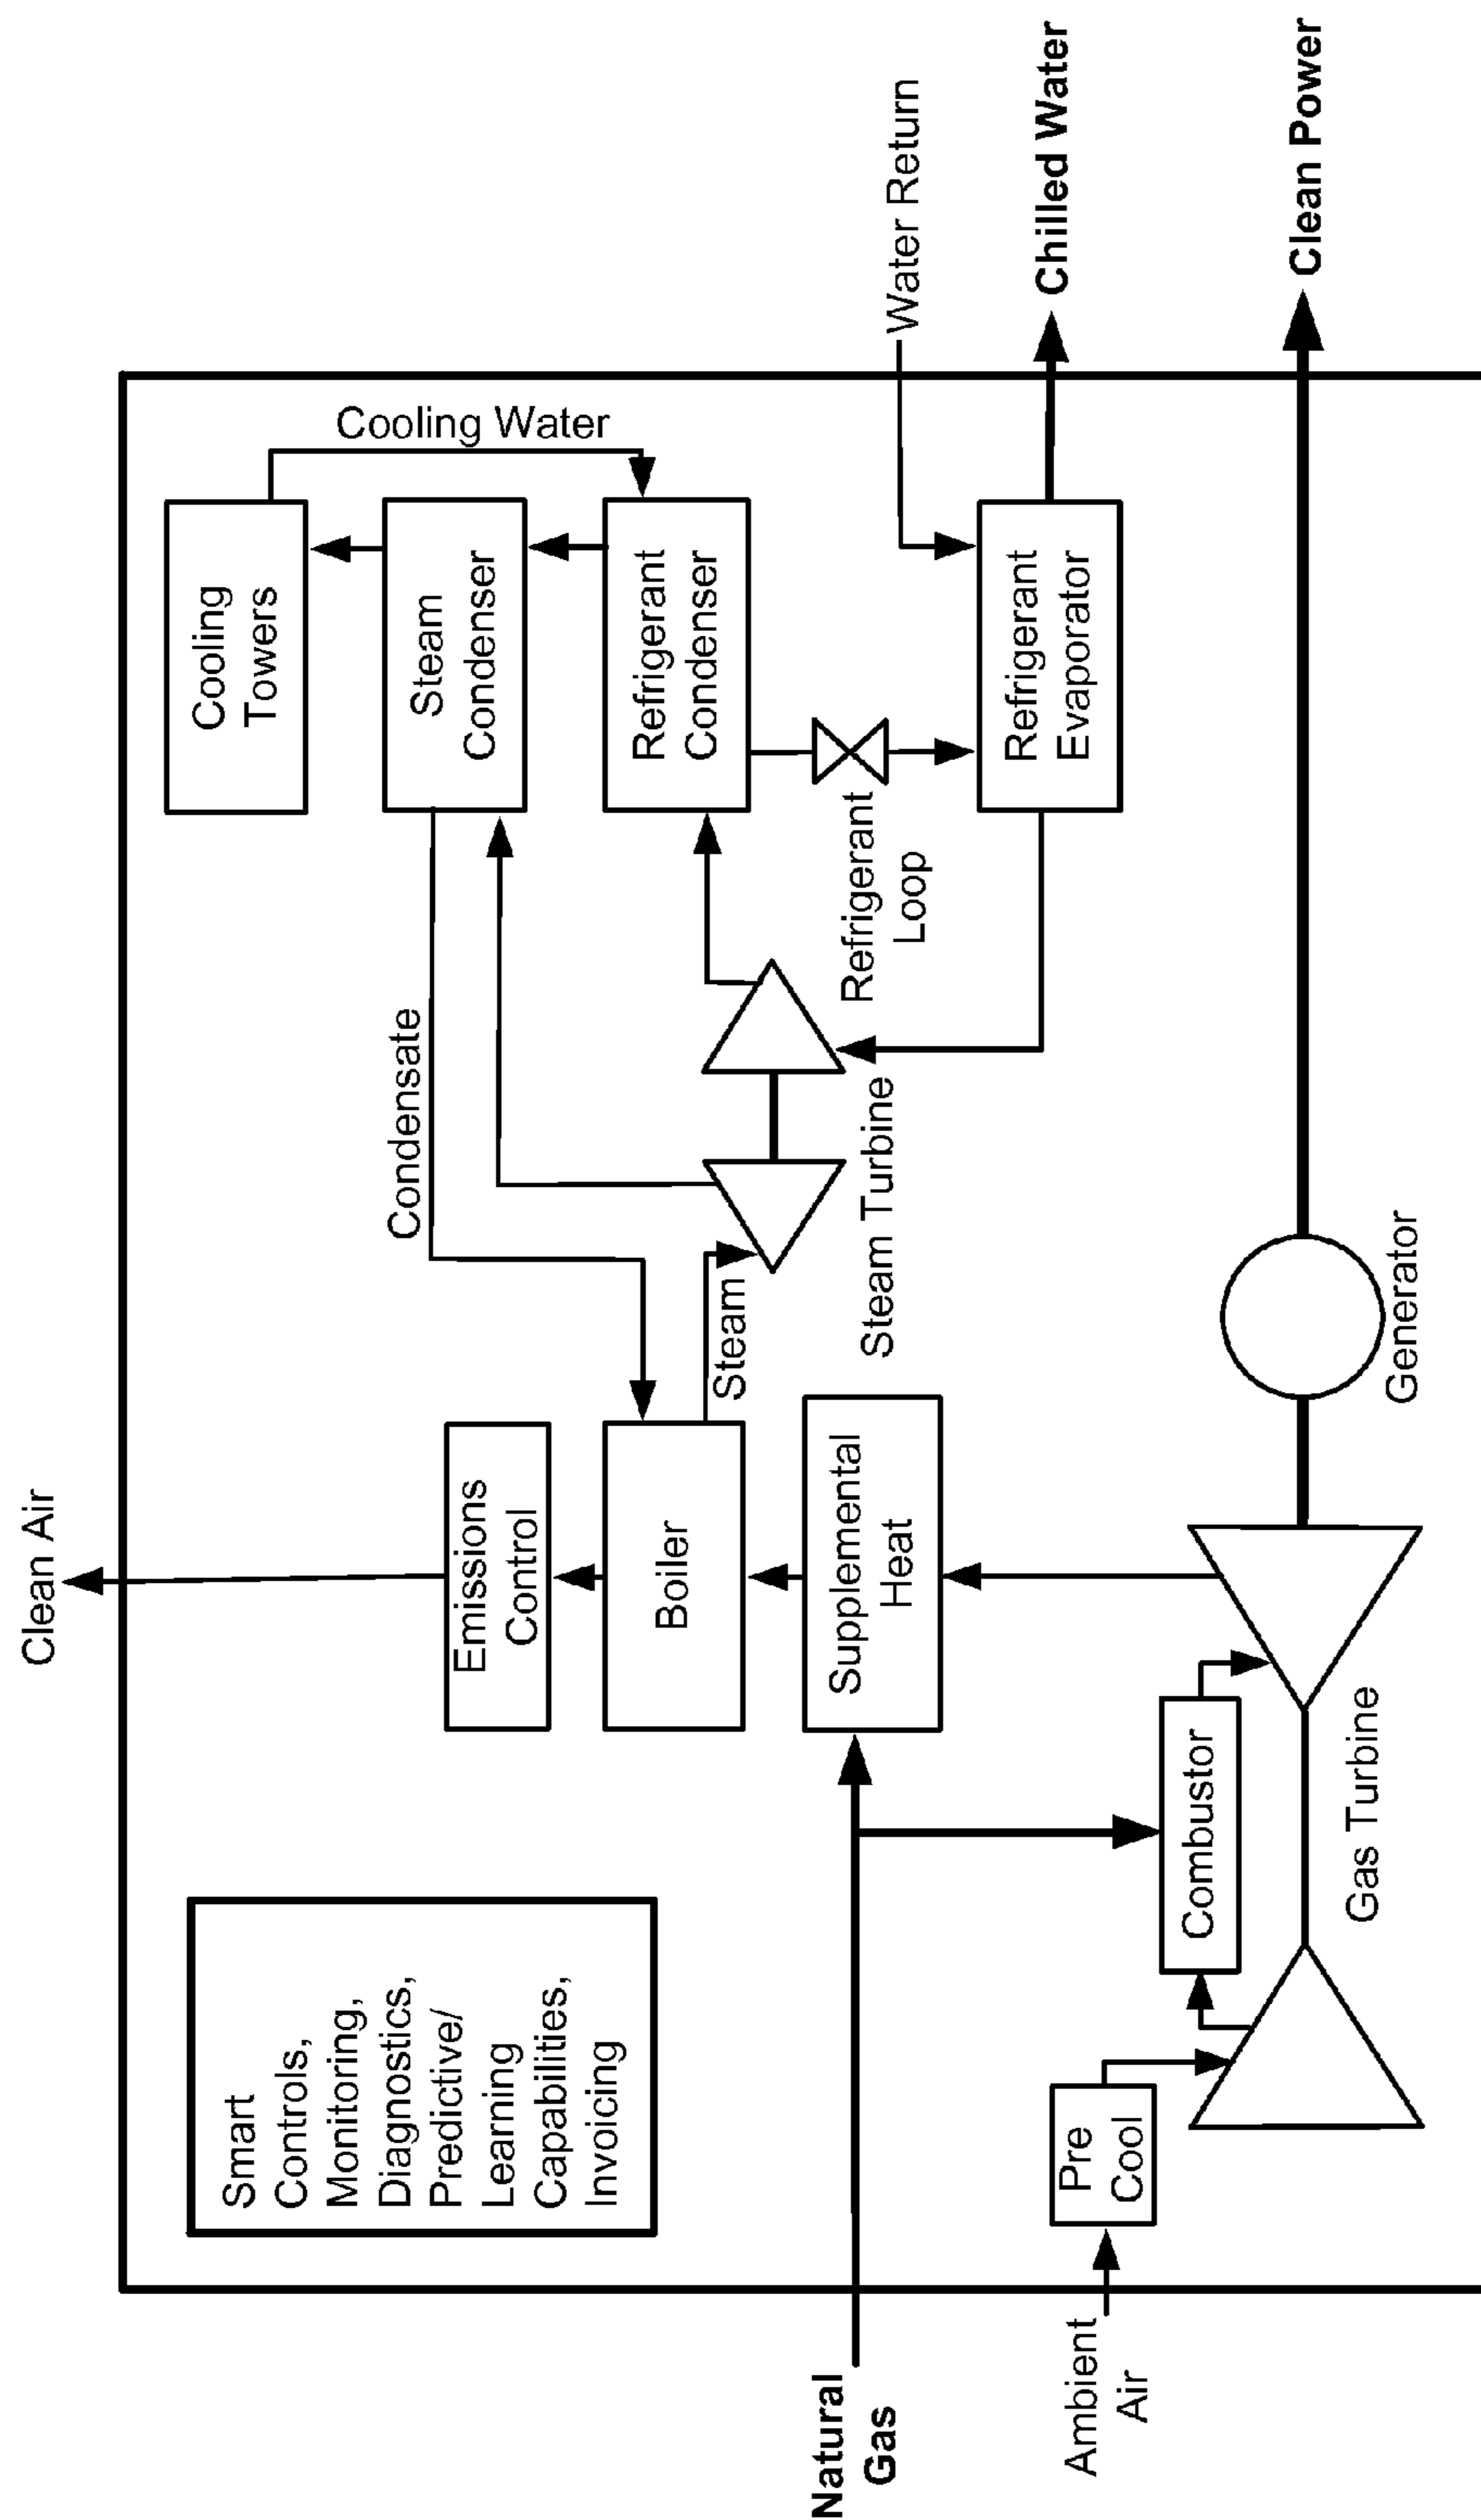 Clean Air
Smart
Controls,
Monitoring,
Diagnostics,
Predictive/
Learning
Capabilities,
Invoicing
Emissions
Control
Boiler
Supplemental
Heat
Condensate
Steam
Steam Turbine
Cooling
Towers
Cooling Water
Steam
Condenser
Refrigerant
Condenser
Refrigerant
Loop
Refrigerant
Evaporator
Water Return
Chilled Water
Clean Power
Natural
Gas
Ambient
Air
Pre
Cool
Combustor
Gas Turbine
Generator